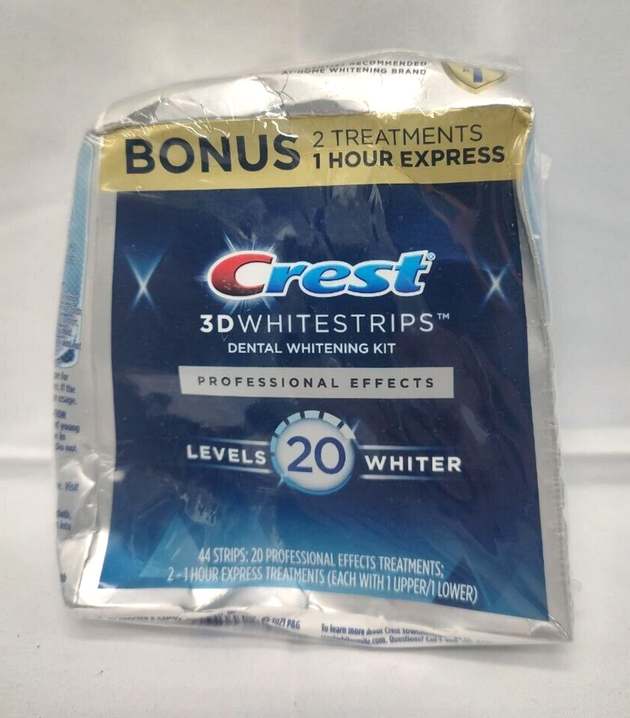 RECOMMENDED
AT-HOME WHITENING BRAND
1
BONUS 2 TREATMENTS
1 HOUR EXPRESS
Crest®
3DWHITESTRIPS™
DENTAL WHITENING KIT
PROFESSIONAL EFFECTS
LEVELS 20 WHITER
44 STRIPS: 20 PROFESSIONAL EFFECTS TREATMENTS;
2 - 1 HOUR EXPRESS TREATMENTS (EACH WITH 1 UPPER/1 LOWER)
P&G
To learn more about Crest
Questions?